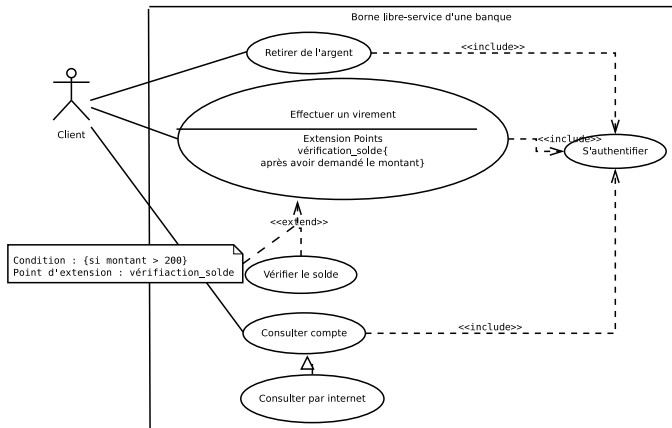 Borne libre-service d'une banque
Retirer de l'argent
<<include>>
Client
Effectuer un virement
Extension Points
vérification_solde{
après avoir demandé le montant}
<<include>>
S'authentifier
<<extend>>
Condition : {si montant > 200}
Point d'extension : vérifiaction_solde
Vérifier le solde
Consulter compte
<<include>>
Consulter par internet